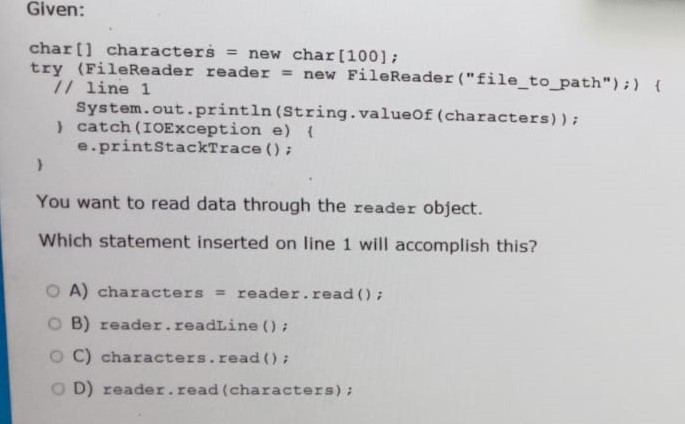 Given:
char[] characters = new char[100];
try (FileReader reader = new FileReader("file_to_path");) {
// line 1
System.out.println(String.valueOf(characters));
} catch(IOException e) {
e.printStackTrace();
}
You want to read data through the reader object.
Which statement inserted on line 1 will accomplish this?
A) characters = reader.read();
B) reader.readLine();
C) characters.read();
D) reader.read(characters);